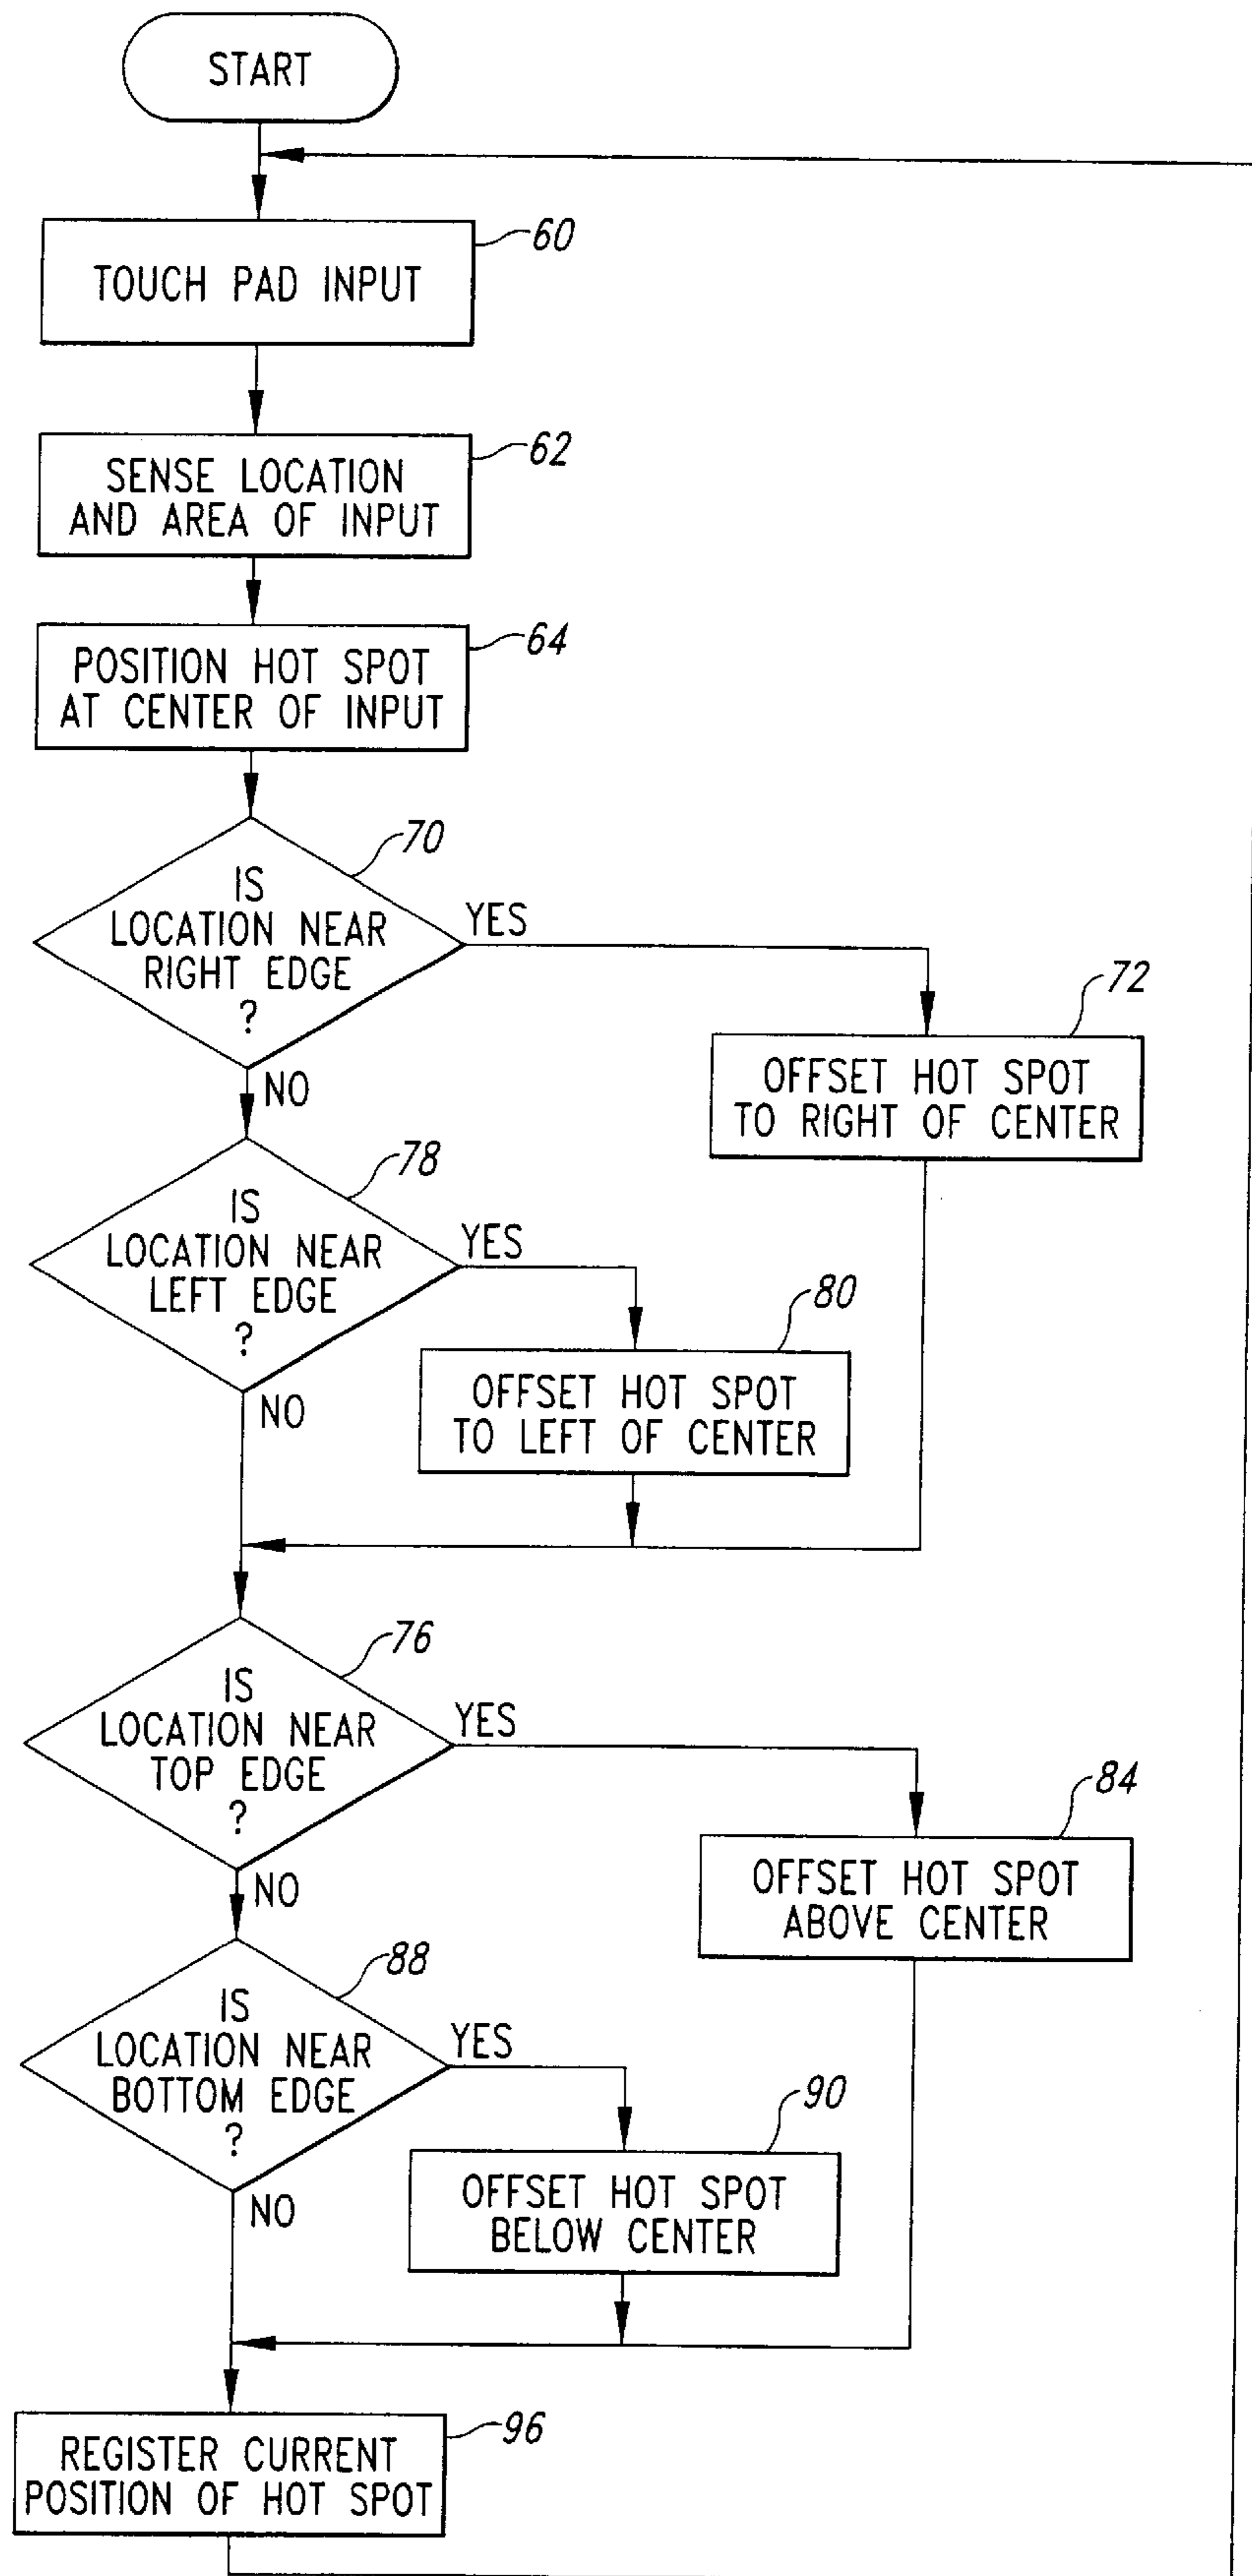 START
60
TOUCH PAD INPUT
62
SENSE LOCATION
AND AREA OF INPUT
64
POSITION HOT SPOT
AT CENTER OF INPUT
70
IS
LOCATION NEAR
RIGHT EDGE
?
YES
NO
72
OFFSET HOT SPOT
TO RIGHT OF CENTER
78
IS
LOCATION NEAR
LEFT EDGE
?
YES
NO
80
OFFSET HOT SPOT
TO LEFT OF CENTER
76
IS
LOCATION NEAR
TOP EDGE
?
YES
NO
84
OFFSET HOT SPOT
ABOVE CENTER
88
IS
LOCATION NEAR
BOTTOM EDGE
?
YES
NO
90
OFFSET HOT SPOT
BELOW CENTER
96
REGISTER CURRENT
POSITION OF HOT SPOT